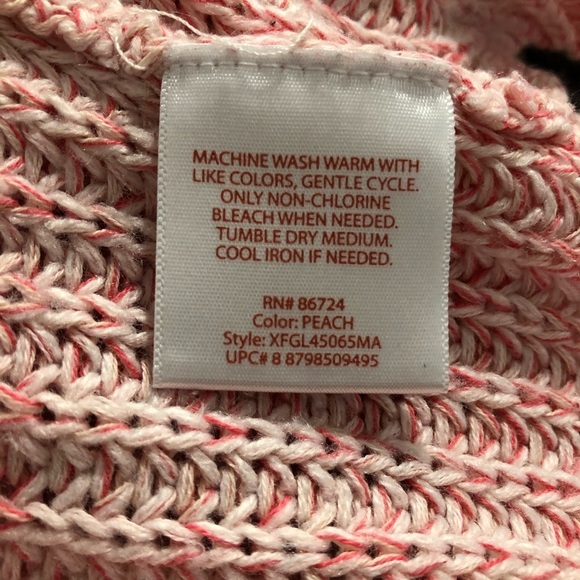 MACHINE WASH WARM WITH
LIKE COLORS, GENTLE CYCLE.
ONLY NON-CHLORINE
BLEACH WHEN NEEDED.
TUMBLE DRY MEDIUM.
COOL IRON IF NEEDED.
RN# 86724
Color: PEACH
Style: XFGL45065MA
UPC# 8 8798509495